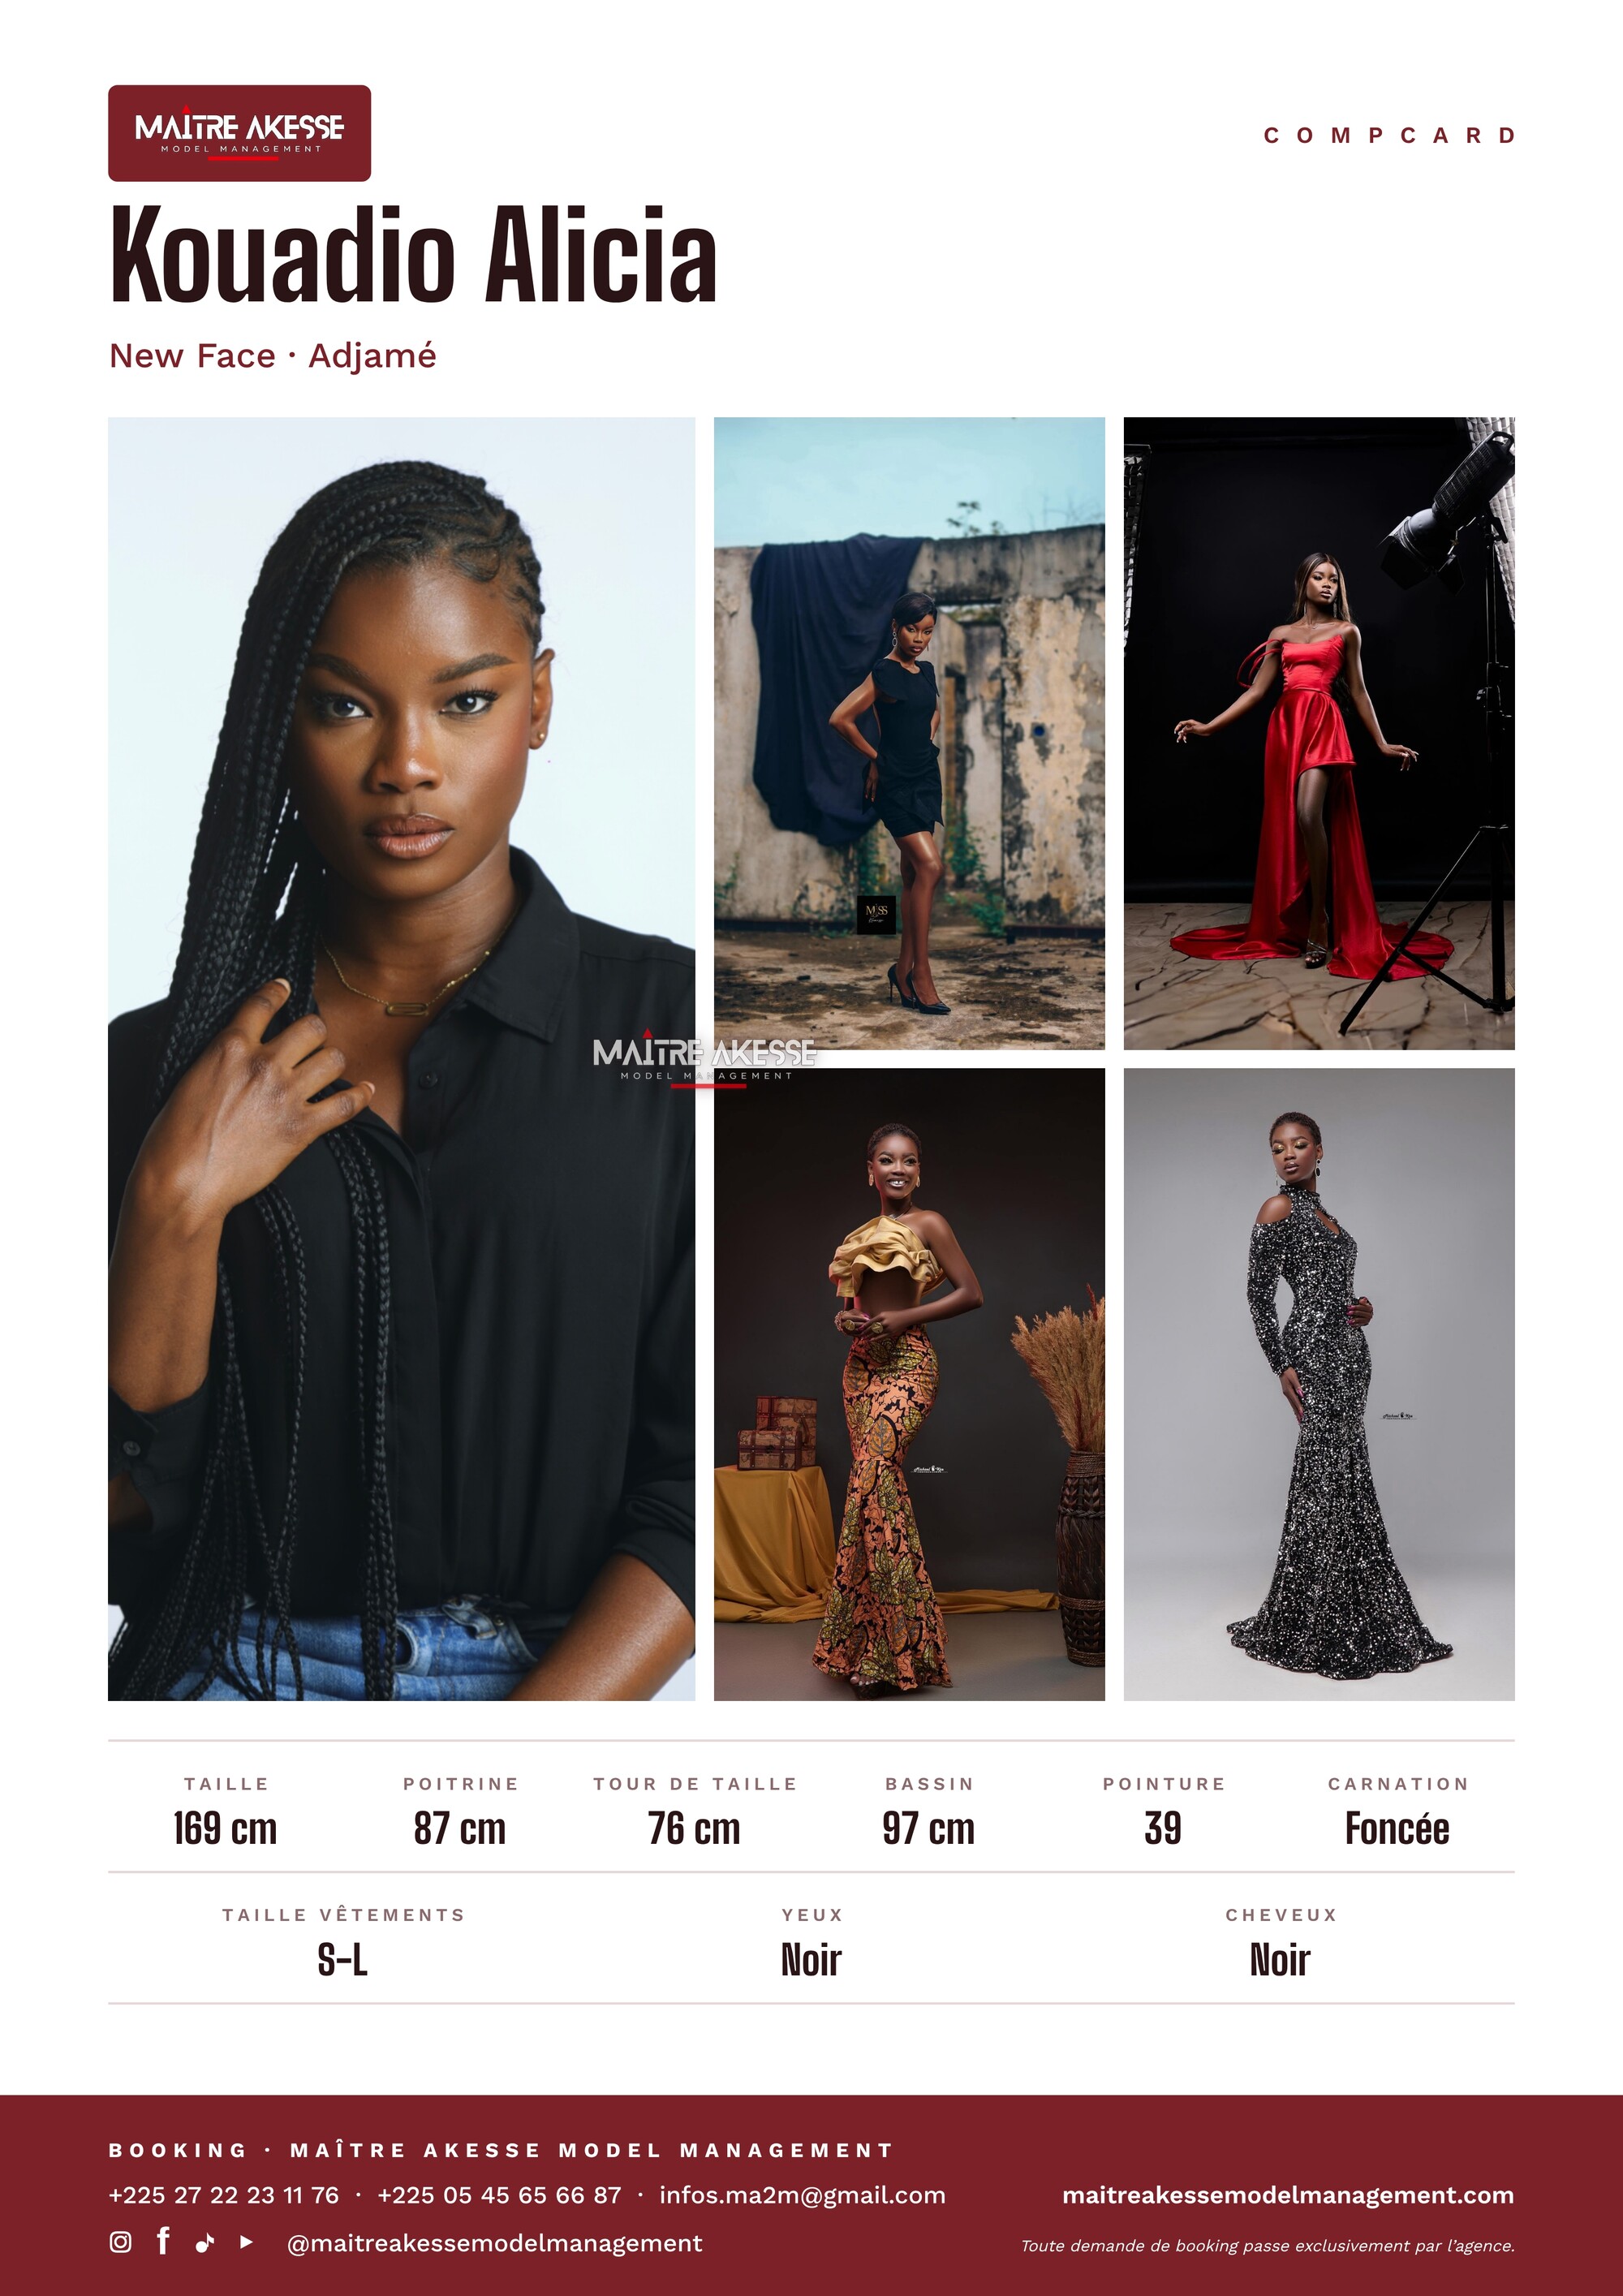 MAÎTRE AKESSE
MODEL MANAGEMENT
COMPCARD
Kouadio Alicia
New Face · Adjamé
MISS
MAÎTRE AKESSE
MODEL MANAGEMENT
TAILLE POITRINE TOUR DE TAILLE BASSIN POINTURE CARNATION
169 cm 87 cm 76 cm 97 cm 39 Foncée
TAILLE VÊTEMENTS YEUX CHEVEUX
S–L Noir Noir
BOOKING · MAÎTRE AKESSE MODEL MANAGEMENT
+225 27 22 23 11 76 · +225 05 45 65 66 87 · infos.ma2m@gmail.com maitreakessemodelmanagement.com
@maitreakessemodelmanagement Toute demande de booking passe exclusivement par l’agence.